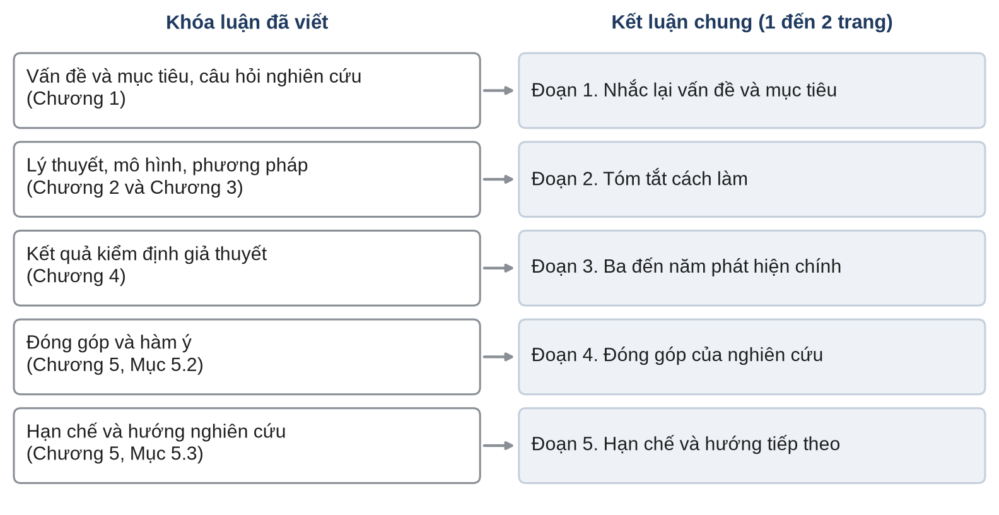 Khóa luận đã viết
Kết luận chung (1 đến 2 trang)
Vấn đề và mục tiêu, câu hỏi nghiên cứu
(Chương 1)
Đoạn 1. Nhắc lại vấn đề và mục tiêu
Lý thuyết, mô hình, phương pháp
(Chương 2 và Chương 3)
Đoạn 2. Tóm tắt cách làm
Kết quả kiểm định giả thuyết
(Chương 4)
Đoạn 3. Ba đến năm phát hiện chính
Đóng góp và hàm ý
(Chương 5, Mục 5.2)
Đoạn 4. Đóng góp của nghiên cứu
Hạn chế và hướng nghiên cứu
(Chương 5, Mục 5.3)
Đoạn 5. Hạn chế và hướng tiếp theo